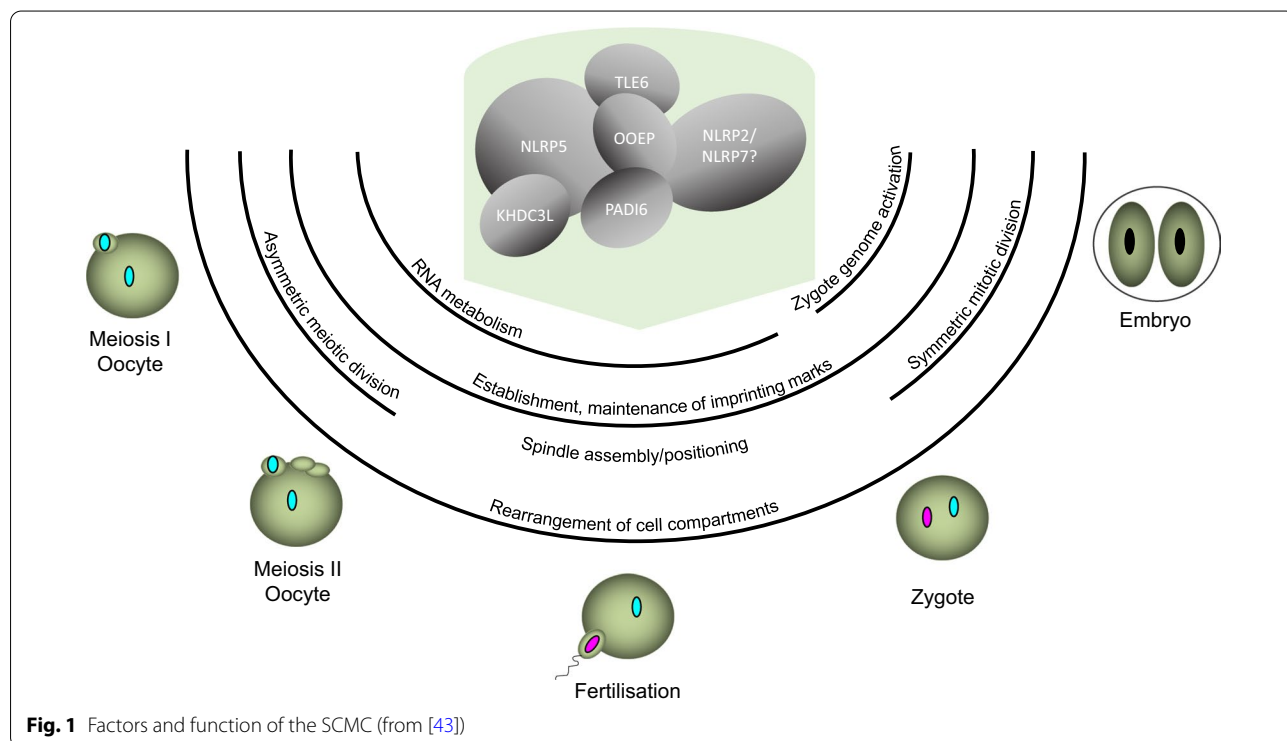 TLE6
NLRP5
OOEP
NLRP2/
NLRP7?
KHDC3L
PADI6
RNA metabolism
Zygote genome activation
Asymmetric meiotic division
Establishment, maintenance of imprinting marks
Symmetric mitotic division
Spindle assembly/positioning
Rearrangement of cell compartments
Meiosis I
Oocyte
Meiosis II
Oocyte
Fertilisation
Zygote
Embryo
Fig. 1 Factors and function of the SCMC (from [43])